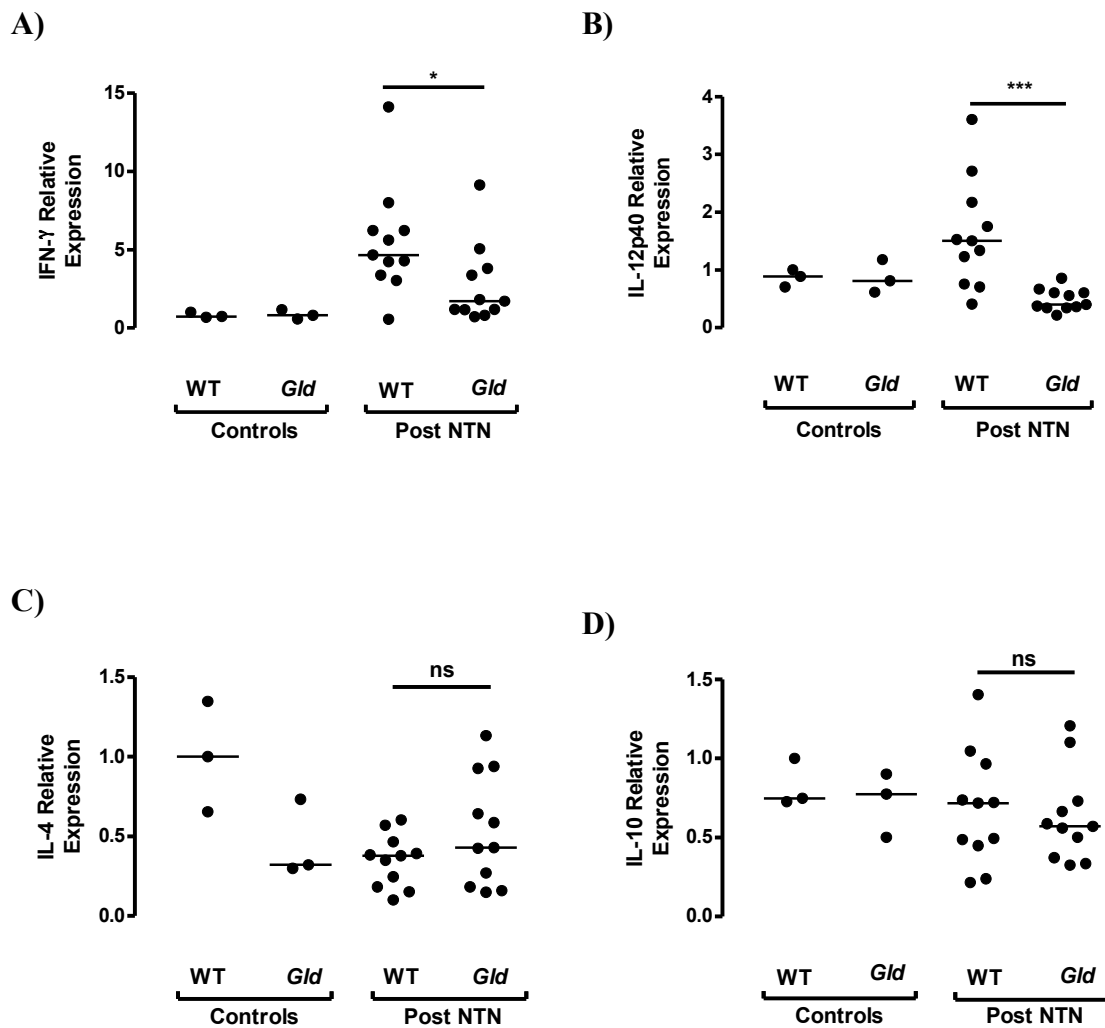 A)
IFN-γ Relative
Expression
15
10
5
0
*
WT
Gld
WT
Gld
Controls
Post NTN
B)
IL-12p40 Relative
Expression
4
3
2
1
0
***
WT
Gld
WT
Gld
Controls
Post NTN
C)
IL-4 Relative
Expression
1.5
1.0
0.5
0.0
ns
WT
Gld
WT
Gld
Controls
Post NTN
D)
IL-10 Relative
Expression
1.5
1.0
0.5
0.0
ns
WT
Gld
WT
Gld
Controls
Post NTN